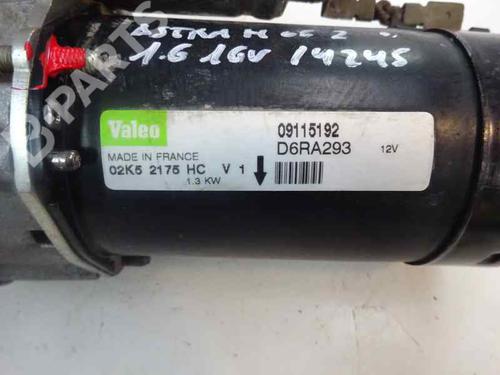 ASTRA H
1.6 16V 14245
Valeo
09115192
D6RA293 12V
MADE IN FRANCE
02K5 2175 HC V 1
1.3 KW
B-PARTS